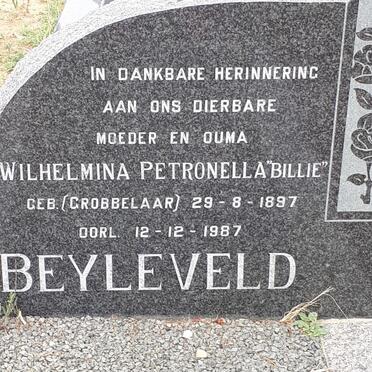 IN DANKBARE HERINNERING
AAN ONS DIERBARE
MOEDER EN OUMA
WILHELMINA PETRONELLA "BILLIE"
GEB. (GROBBELAAR) 29-8-1897
OORL. 12-12-1987
BEYLEVELD